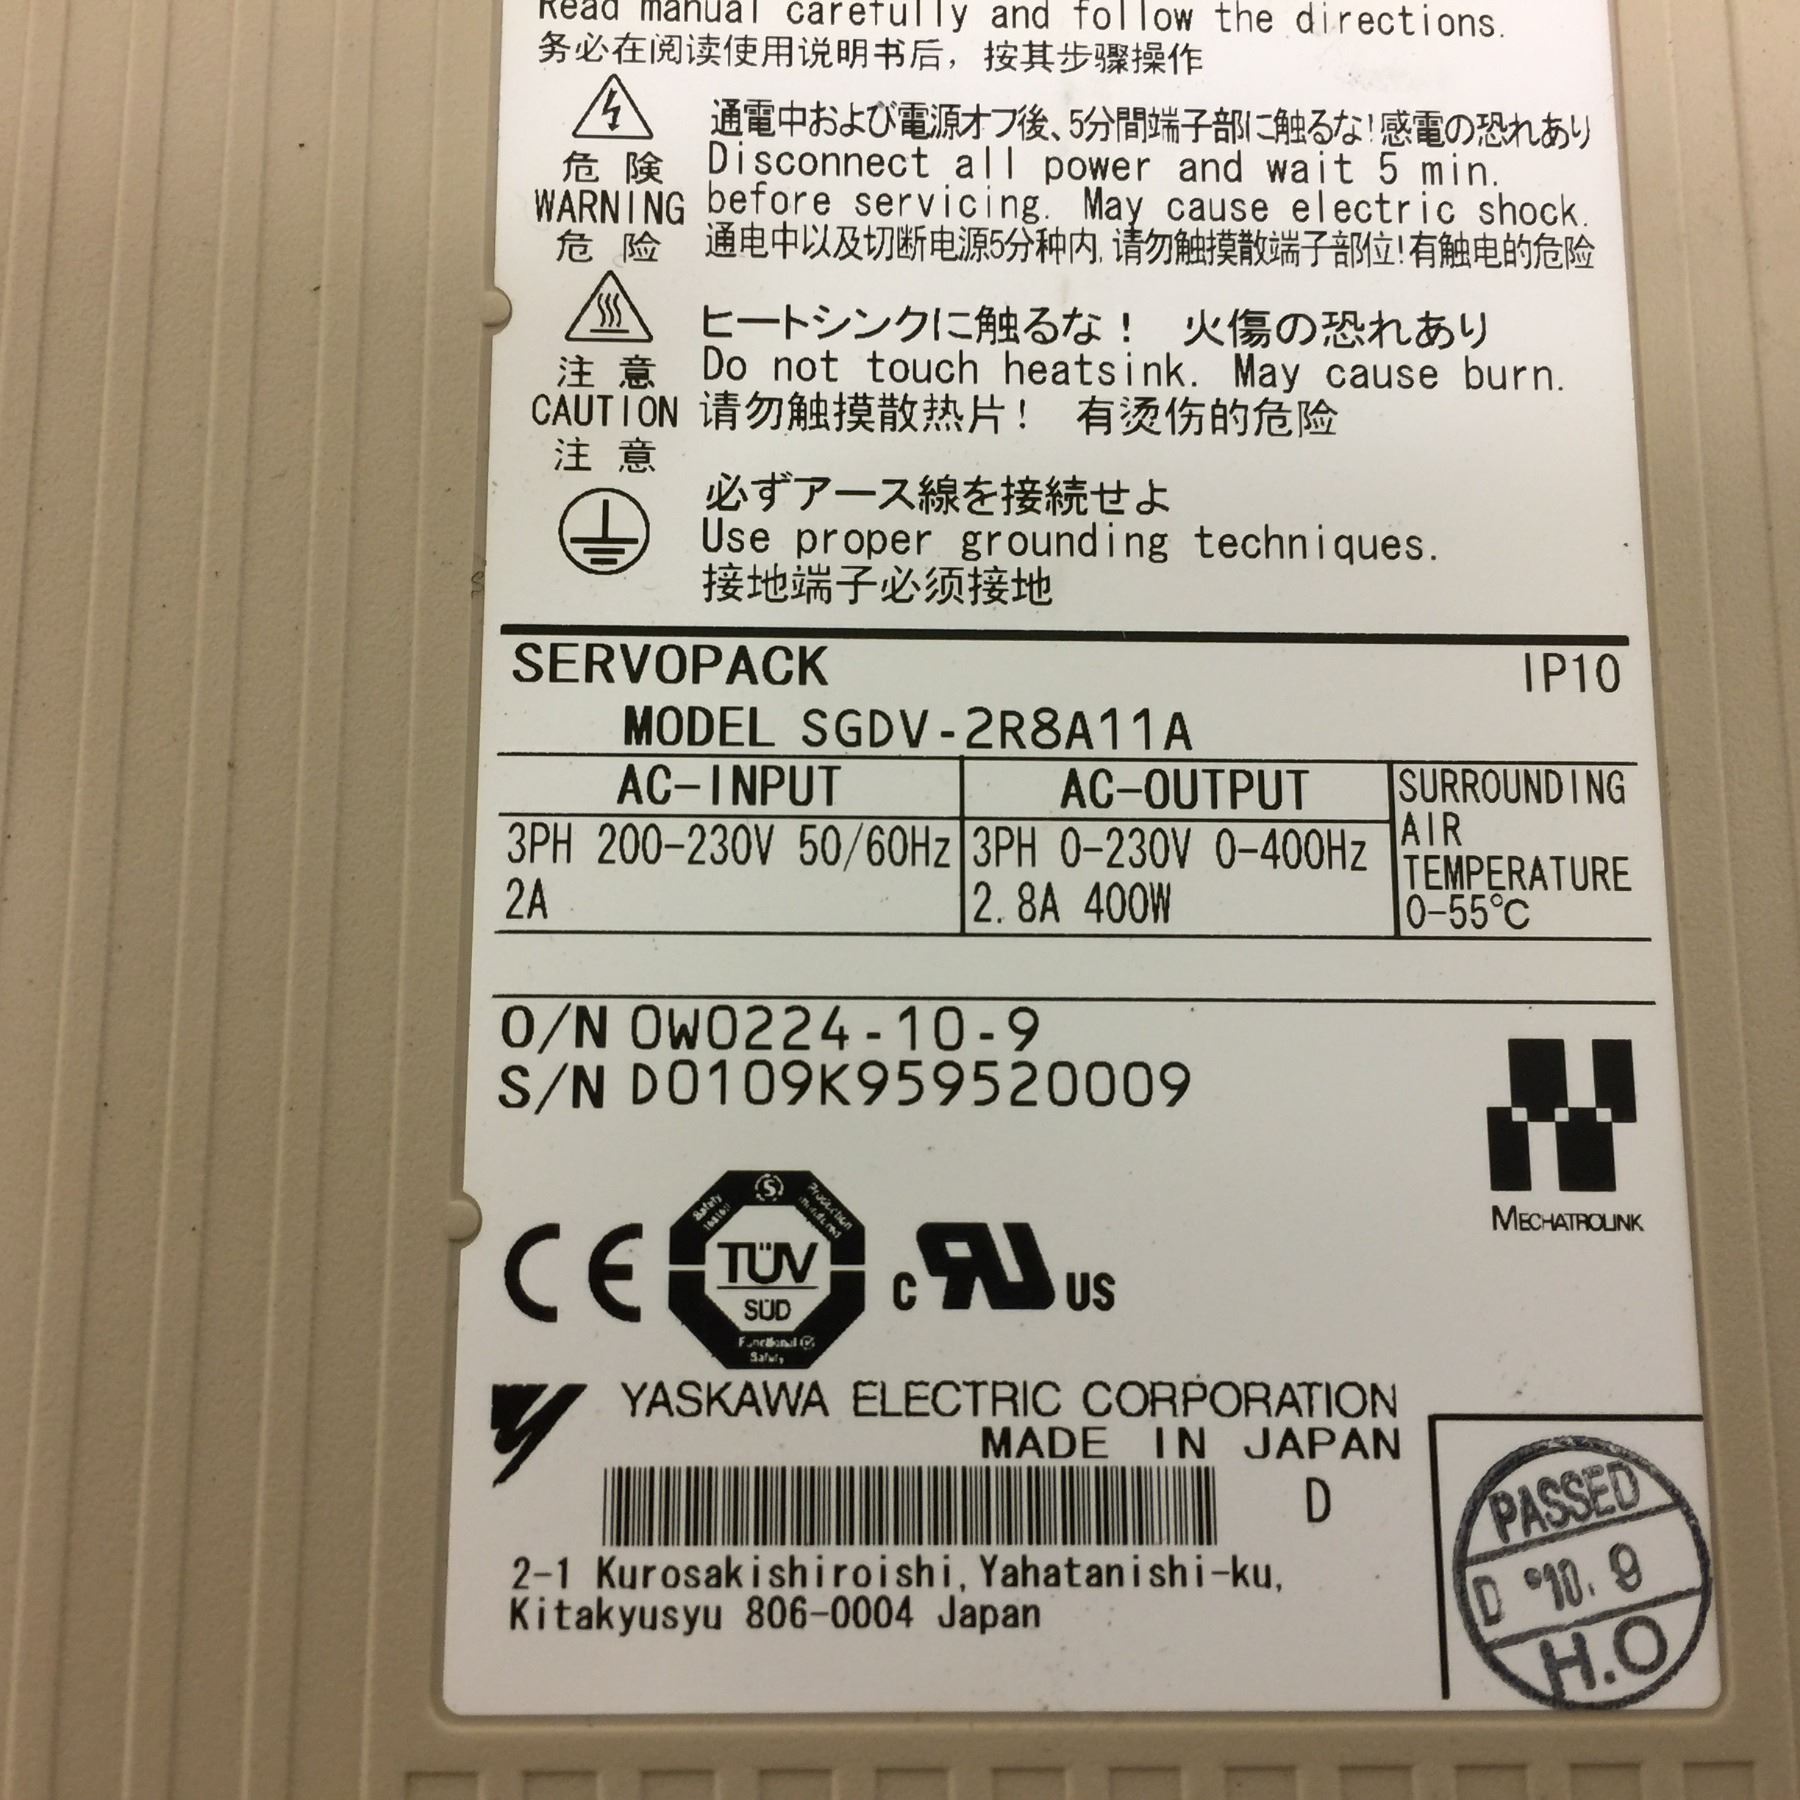 Read manual carefully and follow the directions.
务必在阅读使用说明书后，按其步骤操作
危 険
WARNING
危 险
通電中および電源オフ後、5分間端子部に触るな！感電の恐れあり
Disconnect all power and wait 5 min.
before servicing. May cause electric shock.
通电中以及切断电源5分种内,请勿触摸散端子部位！有触电的危险
注 意
CAUTION
注 意
ヒートシンクに触るな！ 火傷の恐れあり
Do not touch heatsink. May cause burn.
请勿触摸散热片！ 有烫伤的危险
必ずアース線を接続せよ
Use proper grounding techniques.
接地端子必须接地
SERVOPACK IP10
MODEL SGDV-2R8A11A
AC-INPUT
3PH 200-230V 50/60Hz
2A
AC-OUTPUT
3PH 0-230V 0-400Hz
2.8A 400W
SURROUNDING
AIR
TEMPERATURE
0-55℃
O/N 0W0224-10-9
S/N D0109K959520009
MECHATROLINK
CE
S
Safety
Production
TÜV
SÜD
Functional
Safety
c RU US
YASKAWA ELECTRIC CORPORATION
MADE IN JAPAN
D
2-1 Kurosakishiroishi, Yahatanishi-ku,
Kitakyusyu 806-0004 Japan
PASSED
D '10. 9
H.O